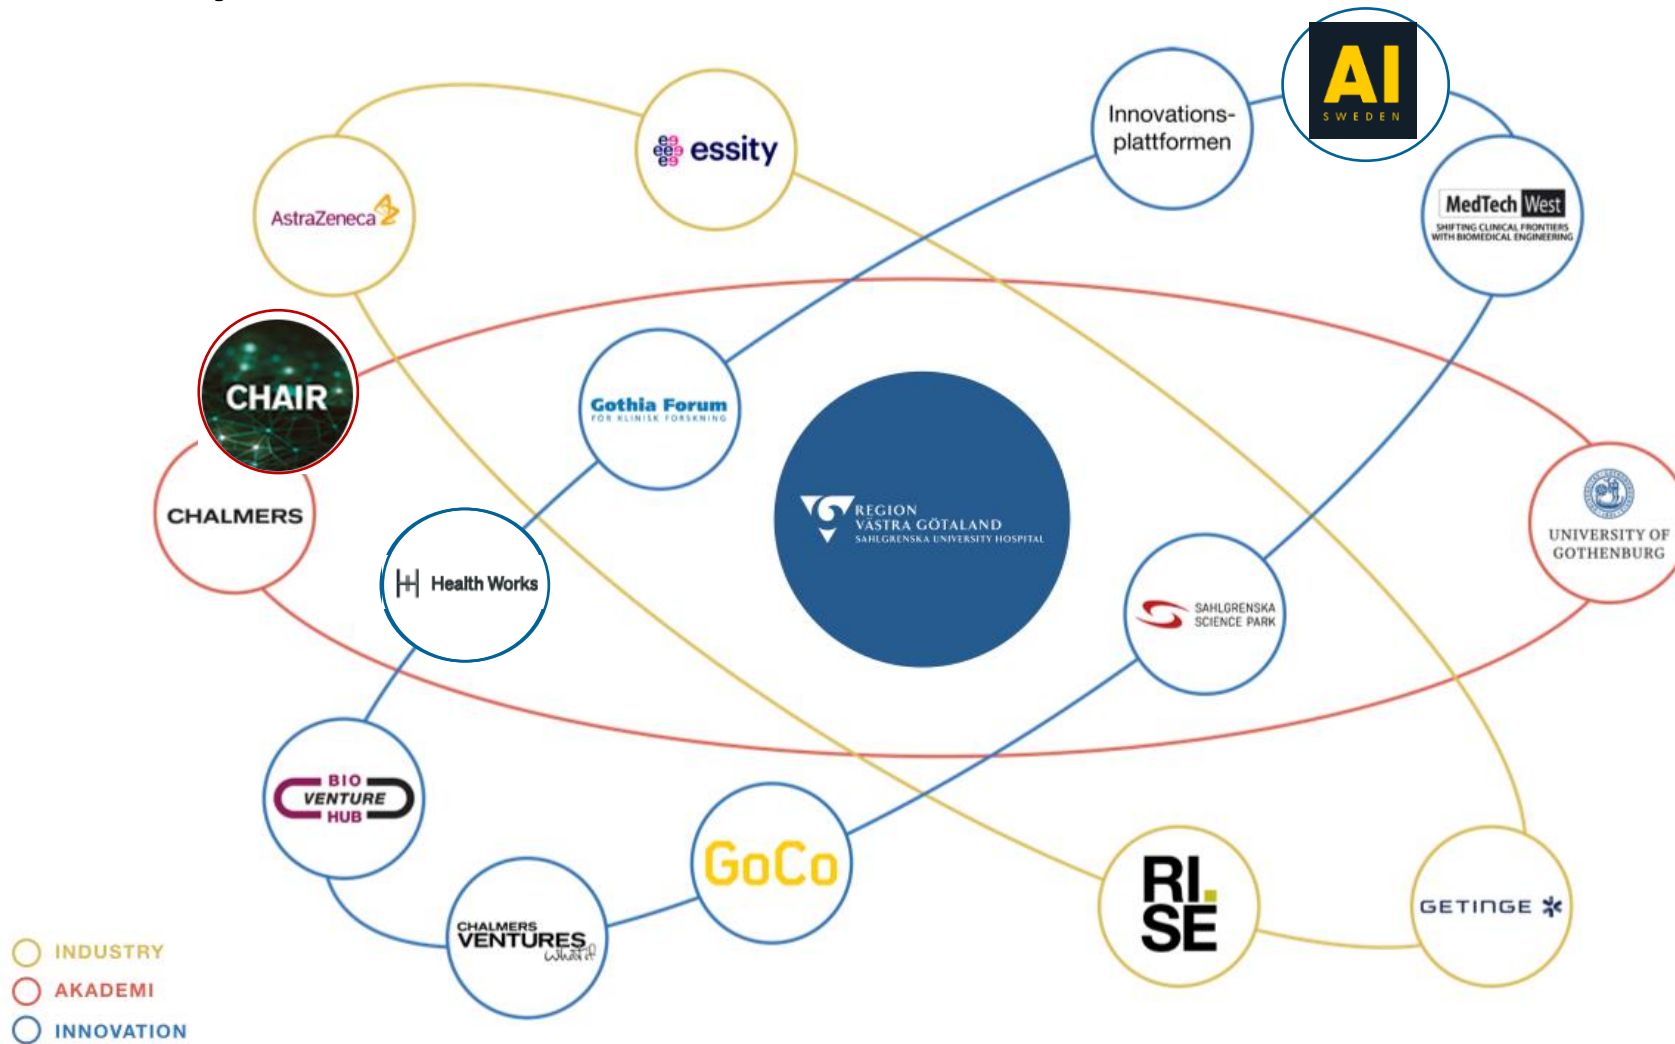 AI
SWEDEN
Innovations-
plattformen
essity
AstraZeneca
MedTech West
SHIFTING CLINICAL FRONTIERS
WITH BIOMEDICAL ENGINEERING
CHAIR
Gothia Forum
FÖR KLINISK FORSKNING
CHALMERS
REGION
VÄSTRA GÖTALAND
SAHLGRENSKA UNIVERSITY HOSPITAL
UNIVERSITY OF
GOTHENBURG
Health Works
SAHLGRENSKA
SCIENCE PARK
BIO
VENTURE
HUB
GoCo
RI.
SE
GETINGE
CHALMERS
VENTURES
what if
INDUSTRY
AKADEMI
INNOVATION